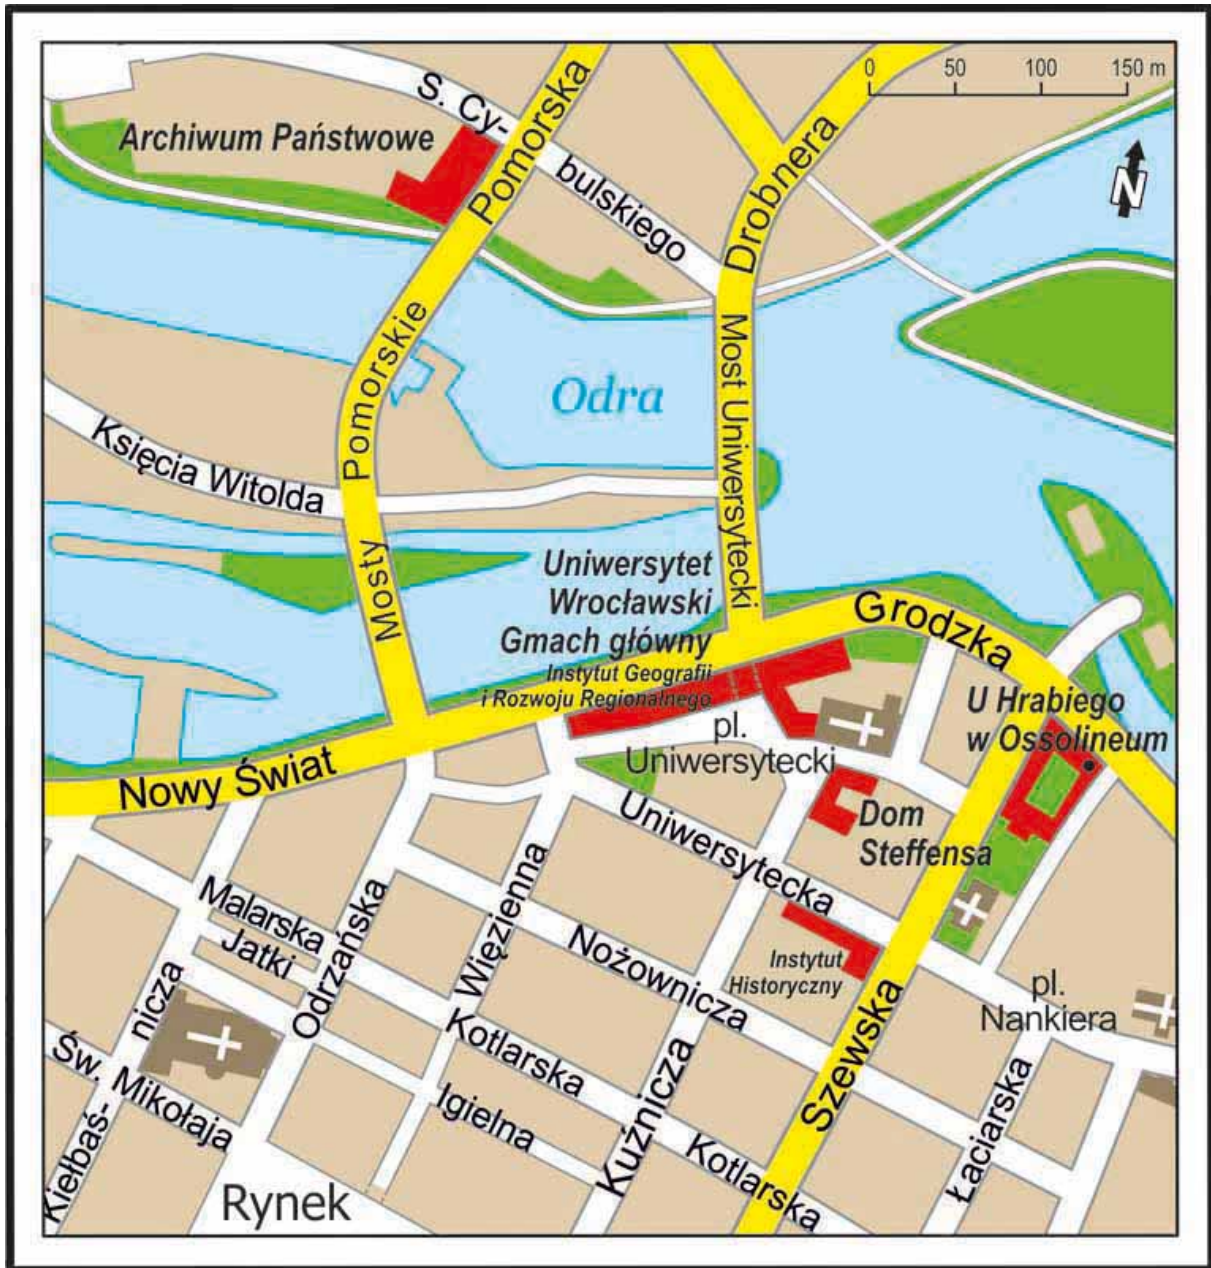 0 50 100 150 m
N
S. Cy-
bulskiego
Pomorska
Archiwum Państwowe
Drobnera
Mosty Pomorskie
Most Uniwersytecki
Odra
Księcia Witolda
Uniwersytet
Wrocławski
Gmach główny
Instytut Geografii
i Rozwoju Regionalnego
Grodzka
U Hrabiego
w Ossolineum
pl.
Uniwersytecki
Nowy Świat
Dom
Steffensa
Uniwersytecka
Malarska
Jatki
Odrzańska
Więzienna
Nożownicza
Instytut
Historyczny
pl.
Nankiera
Kiełbaś-
nicza
Św. Mikołaja
Kotlarska
Igielna
Kuźnicza
Szewska
Łaciarska
Kotlarska
Rynek